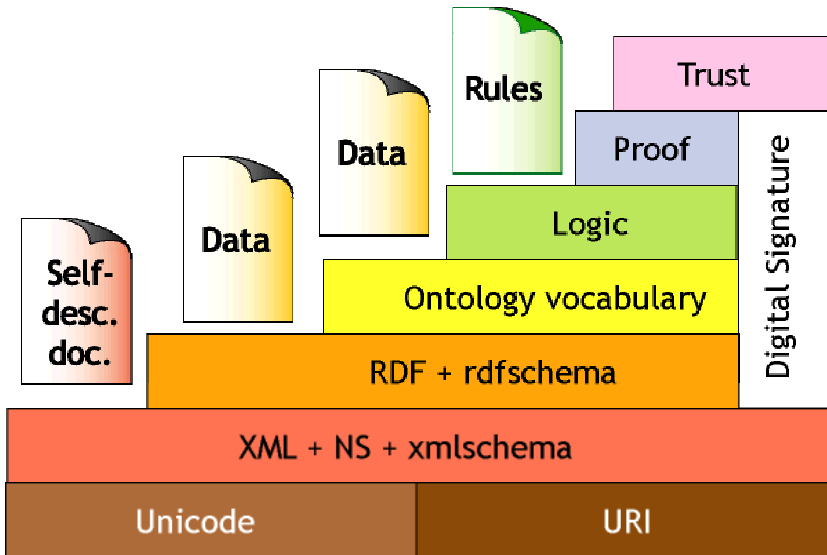 Rules
Trust
Data
Proof
Data
Logic
Self-
desc.
doc.
Ontology vocabulary
Digital Signature
RDF + rdfschema
XML + NS + xmlschema
Unicode
URI